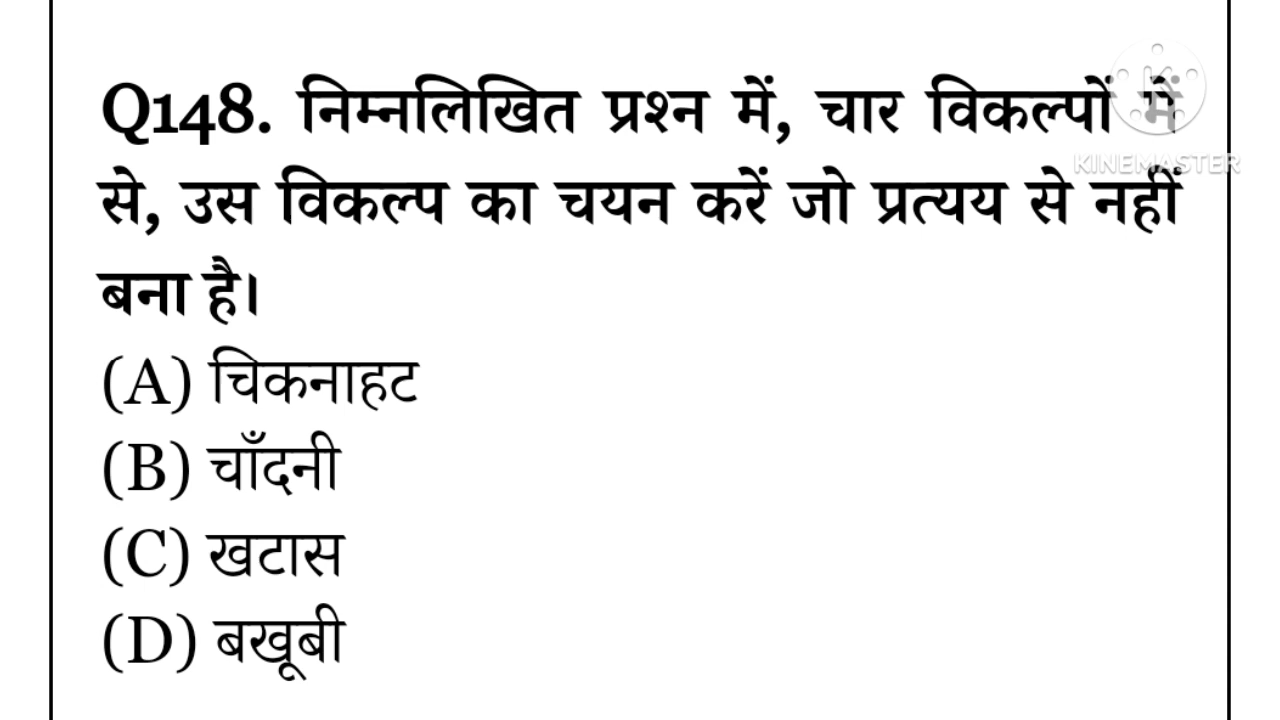 Q148. निम्नलिखित प्रश्न में, चार विकल्पों में
से, उस विकल्प का चयन करें जो प्रत्यय से नहीं
बना है।
(A) चिकनाहट
(B) चाँदनी
(C) खटास
(D) बखूबी
KINEMASTER